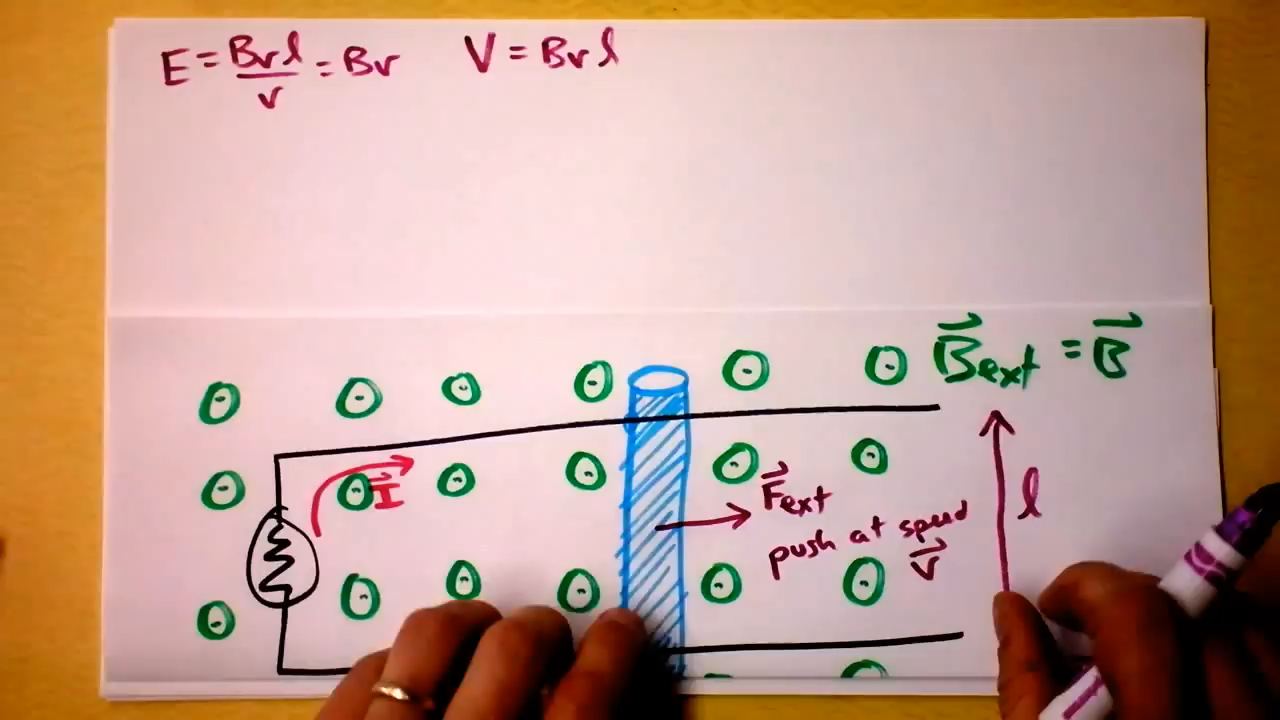 E = Bvl/v = Bv
V = Bvl
B⃗ext = B⃗
I⃗
F⃗ext
l
push at speed
v⃗